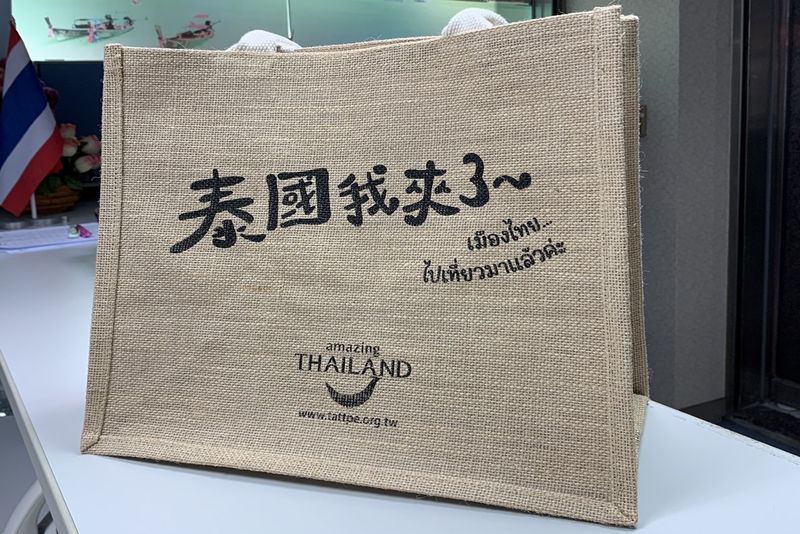 泰國我來了~
เมืองไทย...
ไปเที่ยวมาแล้วค่ะ
amazing
THAILAND
www.tattpe.org.tw